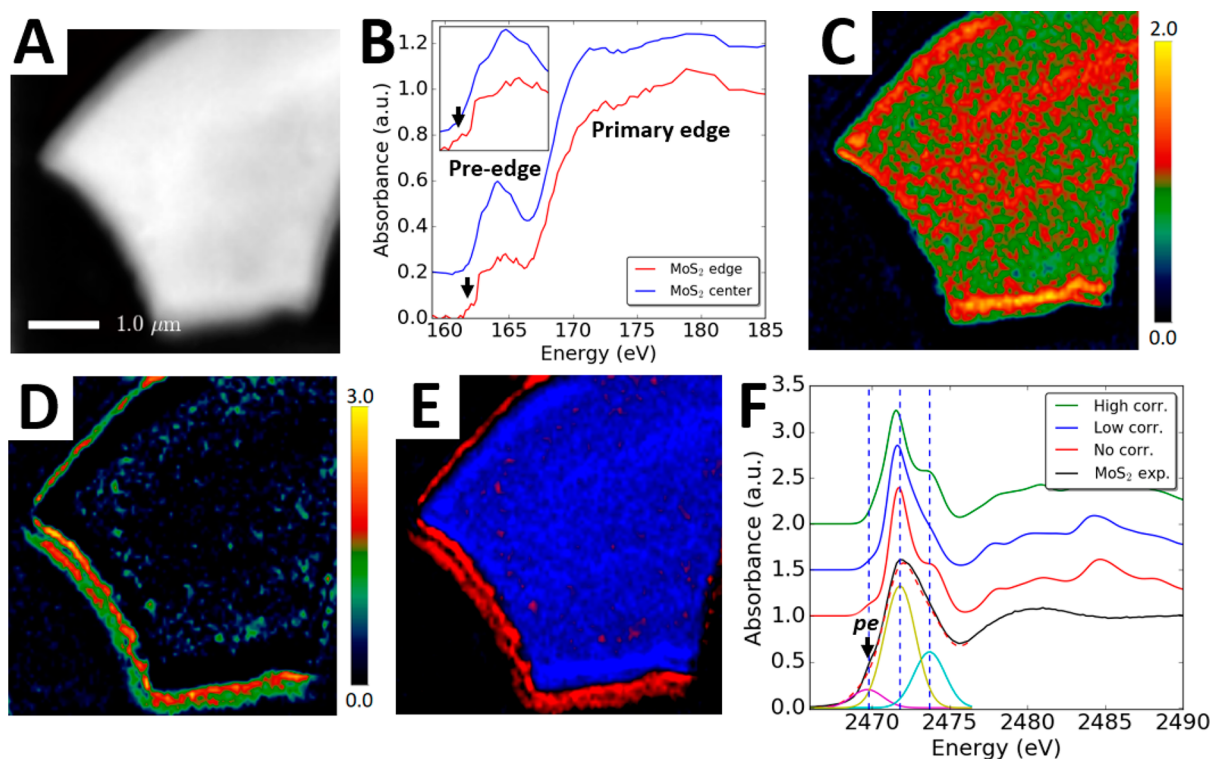 A
1.0 μm
B
Absorbance (a.u.)
1.2
1.0
0.8
0.6
0.4
0.2
0.0
Pre-edge
Primary edge
MoS₂ edge
MoS₂ center
160 165 170 175 180 185
Energy (eV)
C
2.0
0.0
D
3.0
0.0
E
F
Absorbance (a.u.)
3.5
3.0
2.5
2.0
1.5
1.0
0.5
0.0
High corr.
Low corr.
No corr.
MoS₂ exp.
pe
2470 2475 2480 2485 2490
Energy (eV)